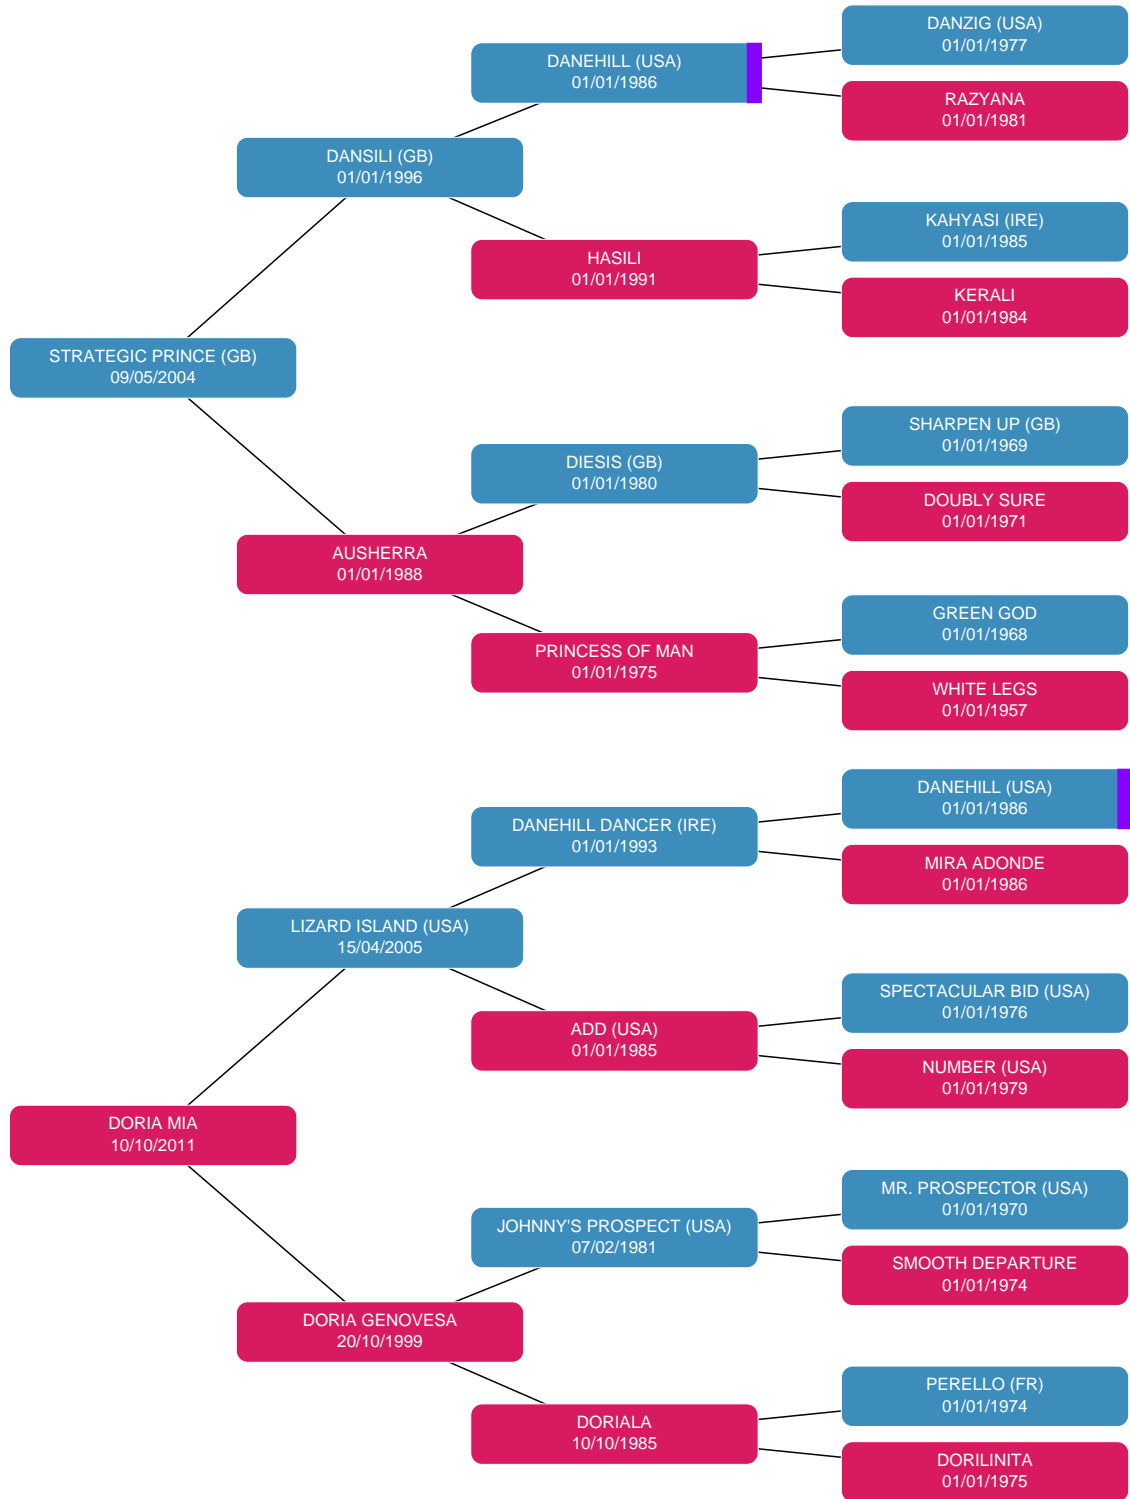 DANZIG (USA)
01/01/1977
DANEHILL (USA)
01/01/1986
RAZYANA
01/01/1981
DANSILI (GB)
01/01/1996
KAHYASI (IRE)
01/01/1985
HASILI
01/01/1991
KERALI
01/01/1984
STRATEGIC PRINCE (GB)
09/05/2004
SHARPEN UP (GB)
01/01/1969
DIESIS (GB)
01/01/1980
DOUBLY SURE
01/01/1971
AUSHERRA
01/01/1988
GREEN GOD
01/01/1968
PRINCESS OF MAN
01/01/1975
WHITE LEGS
01/01/1957
DANEHILL (USA)
01/01/1986
DANEHILL DANCER (IRE)
01/01/1993
MIRA ADONDE
01/01/1986
LIZARD ISLAND (USA)
15/04/2005
SPECTACULAR BID (USA)
01/01/1976
ADD (USA)
01/01/1985
NUMBER (USA)
01/01/1979
DORIA MIA
10/10/2011
MR. PROSPECTOR (USA)
01/01/1970
JOHNNY'S PROSPECT (USA)
07/02/1981
SMOOTH DEPARTURE
01/01/1974
DORIA GENOVESA
20/10/1999
PERELLO (FR)
01/01/1974
DORIALA
10/10/1985
DORILINITA
01/01/1975